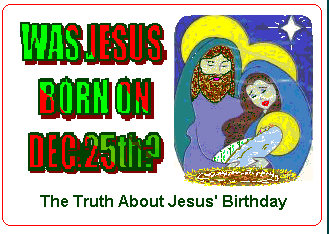 WAS JESUS
BORN ON
DEC.25th?
The Truth About Jesus' Birthday